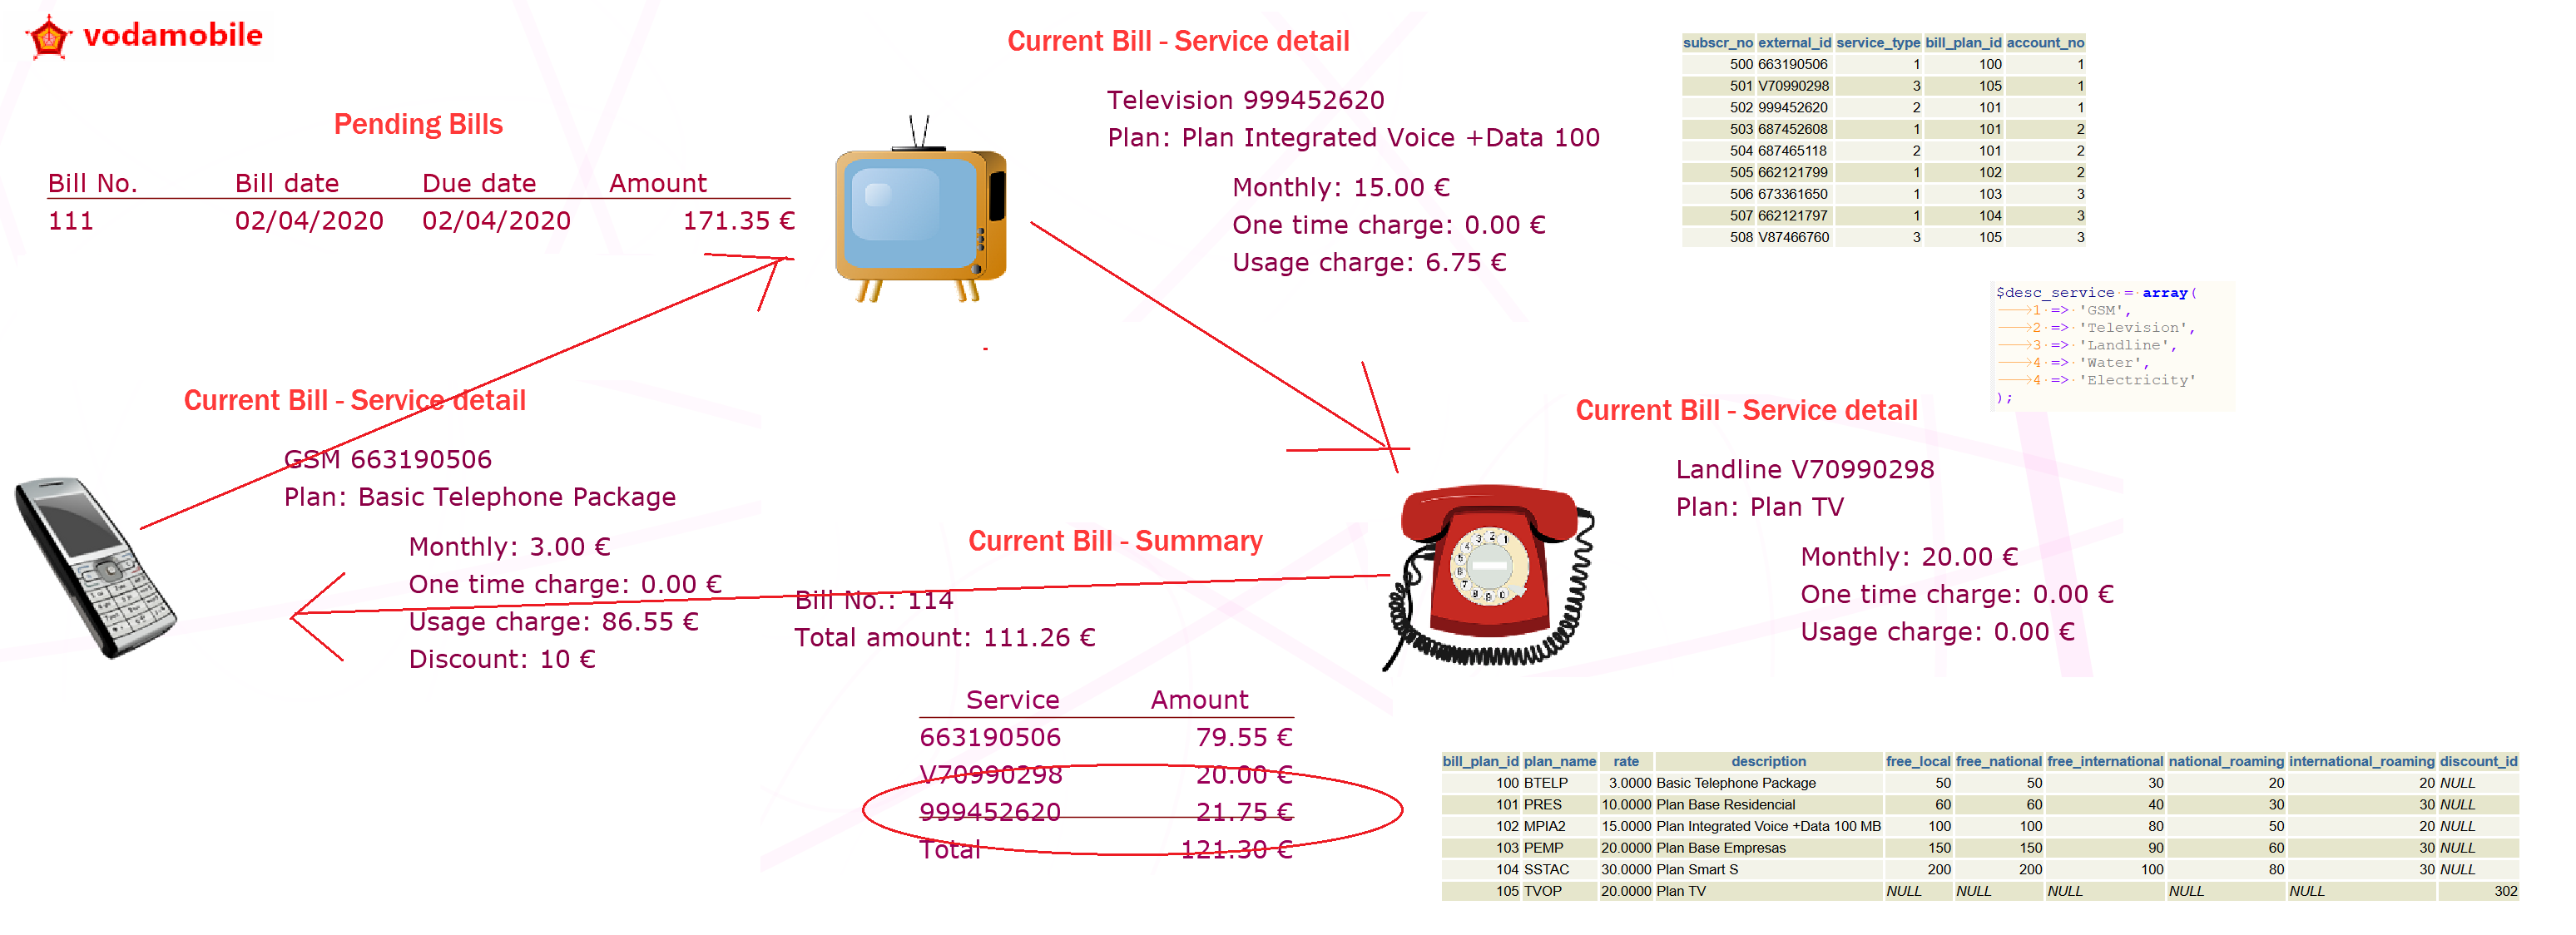 vodamobile
Pending Bills
Bill No. Bill date Due date Amount
111 02/04/2020 02/04/2020 171.35 €
Current Bill - Service detail
Television 999452620
Plan: Plan Integrated Voice +Data 100
Monthly: 15.00 €
One time charge: 0.00 €
Usage charge: 6.75 €
subscr_no external_id service_type bill_plan_id account_no
500 663190506 1 100 1
501 V70990298 3 105 1
502 999452620 2 101 1
503 687452608 1 101 2
504 687465118 2 101 2
505 662121799 1 102 2
506 673361650 1 103 3
507 662121797 1 104 3
508 V87466760 3 105 3
$desc_service = array(
1 => 'GSM',
2 => 'Television',
3 => 'Landline',
4 => 'Water',
4 => 'Electricity'
);
Current Bill - Service detail
GSM 663190506
Plan: Basic Telephone Package
Monthly: 3.00 €
One time charge: 0.00 €
Usage charge: 86.55 €
Discount: 10 €
Current Bill - Summary
Bill No.: 114
Total amount: 111.26 €
Service Amount
663190506 79.55 €
V70990298 20.00 €
999452620 21.75 €
Total 121.30 €
Current Bill - Service detail
Landline V70990298
Plan: Plan TV
Monthly: 20.00 €
One time charge: 0.00 €
Usage charge: 0.00 €
bill_plan_id plan_name rate description free_local free_national free_international national_roaming international_roaming discount_id
100 BTELP 3.0000 Basic Telephone Package 50 50 30 20 20 NULL
101 PRES 10.0000 Plan Base Residencial 60 60 40 30 30 NULL
102 MPIA2 15.0000 Plan Integrated Voice +Data 100 MB 100 100 80 50 20 NULL
103 PEMP 20.0000 Plan Base Empresas 150 150 90 60 30 NULL
104 SSTAC 30.0000 Plan Smart S 200 200 100 80 30 NULL
105 TVOP 20.0000 Plan TV NULL NULL NULL NULL NULL 302